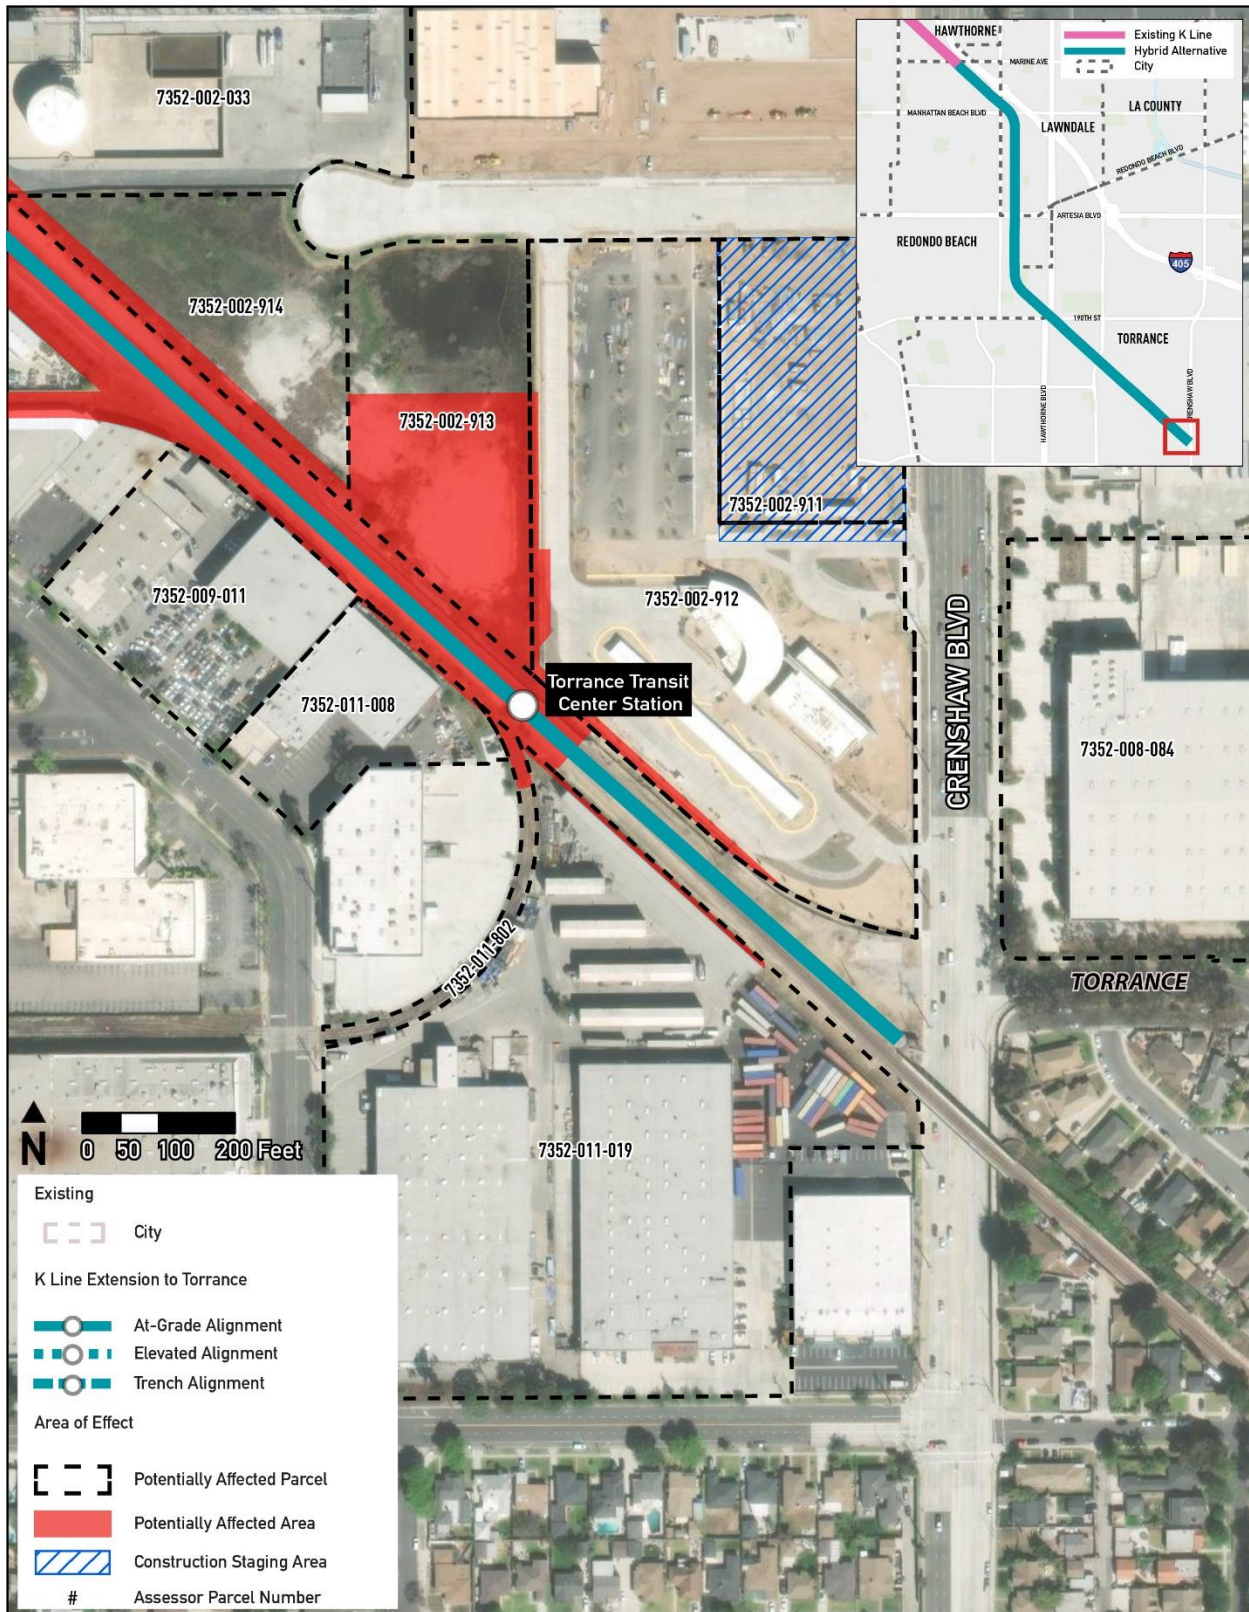 7352-002-033
HAWTHORNE
MARINE AVE
MANHATTAN BEACH BLVD
LAWNDALE
LA COUNTY
REDONDO BEACH BLVD
ARTESIA BLVD
REDONDO BEACH
405
190TH ST
TORRANCE
HAWTHORNE BLVD
RENSHAW BLVD
Existing K Line
Hybrid Alternative
City
7352-002-914
7352-002-913
7352-002-911
7352-009-011
7352-002-912
7352-011-008
Torrance Transit
Center Station
CRENSHAW BLVD
7352-008-084
7352-011-802
TORRANCE
7352-011-019
N
0 50 100 200 Feet
Existing
City
K Line Extension to Torrance
At-Grade Alignment
Elevated Alignment
Trench Alignment
Area of Effect
Potentially Affected Parcel
Potentially Affected Area
Construction Staging Area
# Assessor Parcel Number